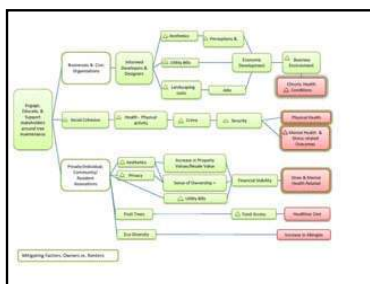 Aesthetics
Perceptions &
Businesses & Civic
Organizations
Informed
Developers &
Designers
Utility Bills
Economic
Development
Business
Environment
Landscaping
Jobs
Chronic Health
Conditions
Engage,
Educate, &
Support
stakeholders
around tree
maintenance
Social Cohesion
Health - Physical
activity
Crime
Security
Physical Health
Mental Health &
Stress related
Outcomes
Private/Individual/
Community/
Resident
Associations
Aesthetics
Increase in Property
Values/Resale Value
Privacy
Sense of Ownership +
Financial Stability
Stress & Mental
Health Related
Utility Bills
Fruit Trees
Food Access
Healthier Diet
Eco-Diversity
Increase in Allergies
Mitigating Factors: Owners vs. Renters